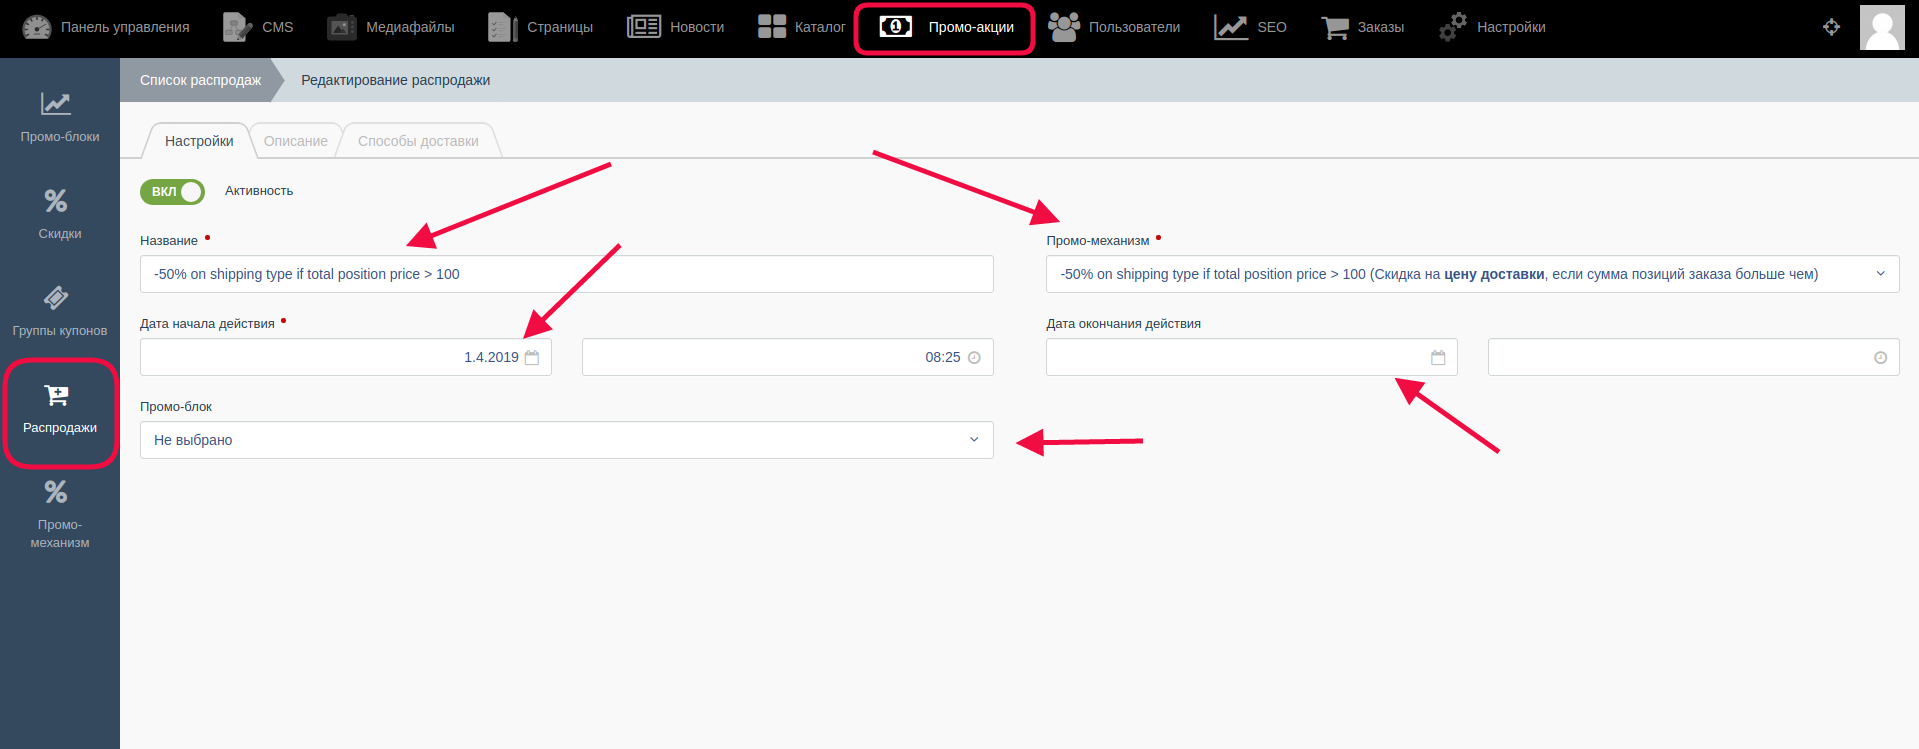 Панель управления
CMS
Медиафайлы
Страницы
Новости
Каталог
Промо-акции
Пользователи
SEO
Заказы
Настройки
Промо-блоки
Скидки
Группы купонов
Распродажи
Промо-
механизм
Список распродаж
Редактирование распродажи
Настройки
Описание
Способы доставки
ВКЛ
Активность
Название
Промо-механизм
-50% on shipping type if total position price > 100
-50% on shipping type if total position price > 100 (Скидка на цену доставки, если сумма позиций заказа больше чем)
Дата начала действия
Дата окончания действия
1.4.2019
08:25
Промо-блок
Не выбрано